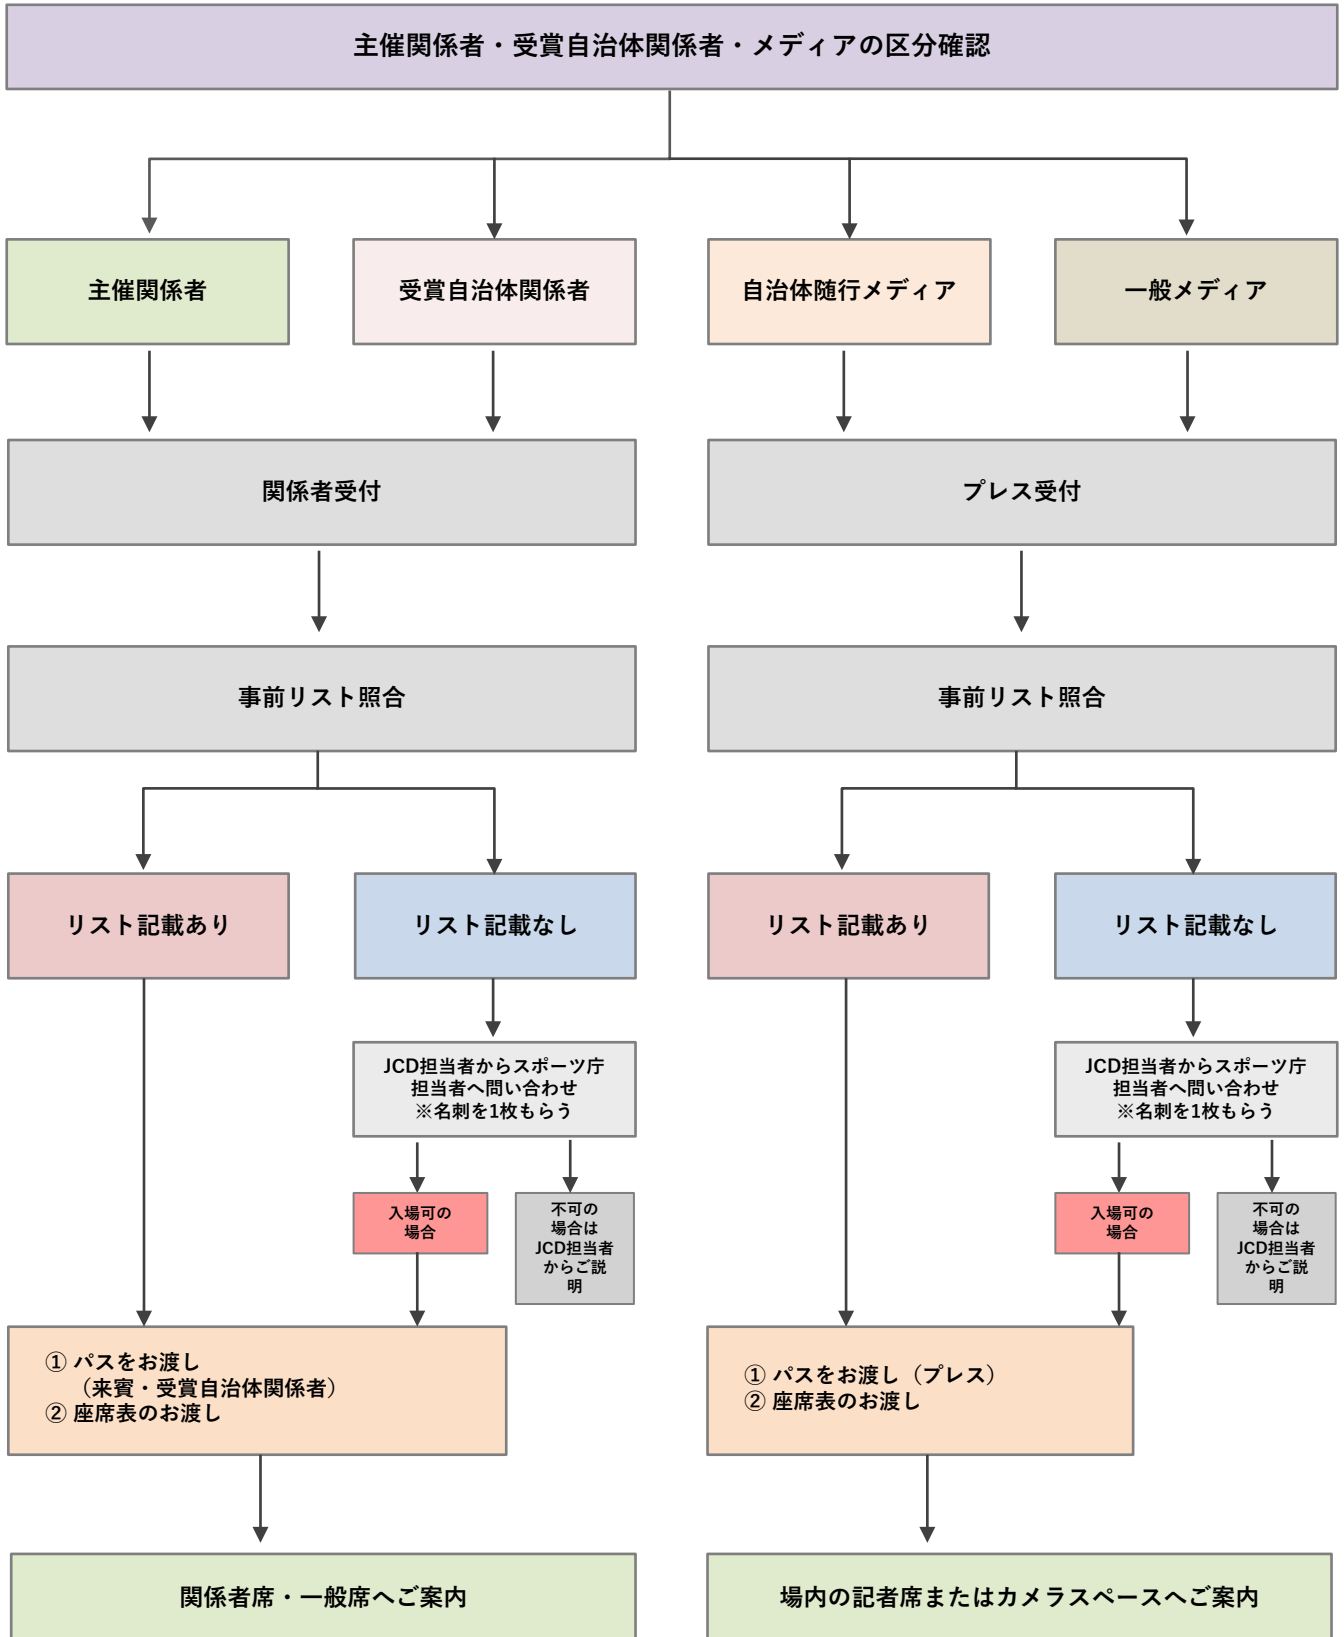 主催関係者・受賞自治体関係者・メディアの区分確認
主催関係者
受賞自治体関係者
自治体随行メディア
一般メディア
関係者受付
プレス受付
事前リスト照合
事前リスト照合
リスト記載あり
リスト記載なし
リスト記載あり
リスト記載なし
JCD担当者からスポーツ庁
担当者へ問い合わせ
※名刺を1枚もらう
JCD担当者からスポーツ庁
担当者へ問い合わせ
※名刺を1枚もらう
入場可の
場合
不可の
場合は
JCD担当者
からご説
明
入場可の
場合
不可の
場合は
JCD担当者
からご説
明
① パスをお渡し
（来賓・受賞自治体関係者）
② 座席表のお渡し
① パスをお渡し（プレス）
② 座席表のお渡し
関係者席・一般席へご案内
場内の記者席またはカメラスペースへご案内